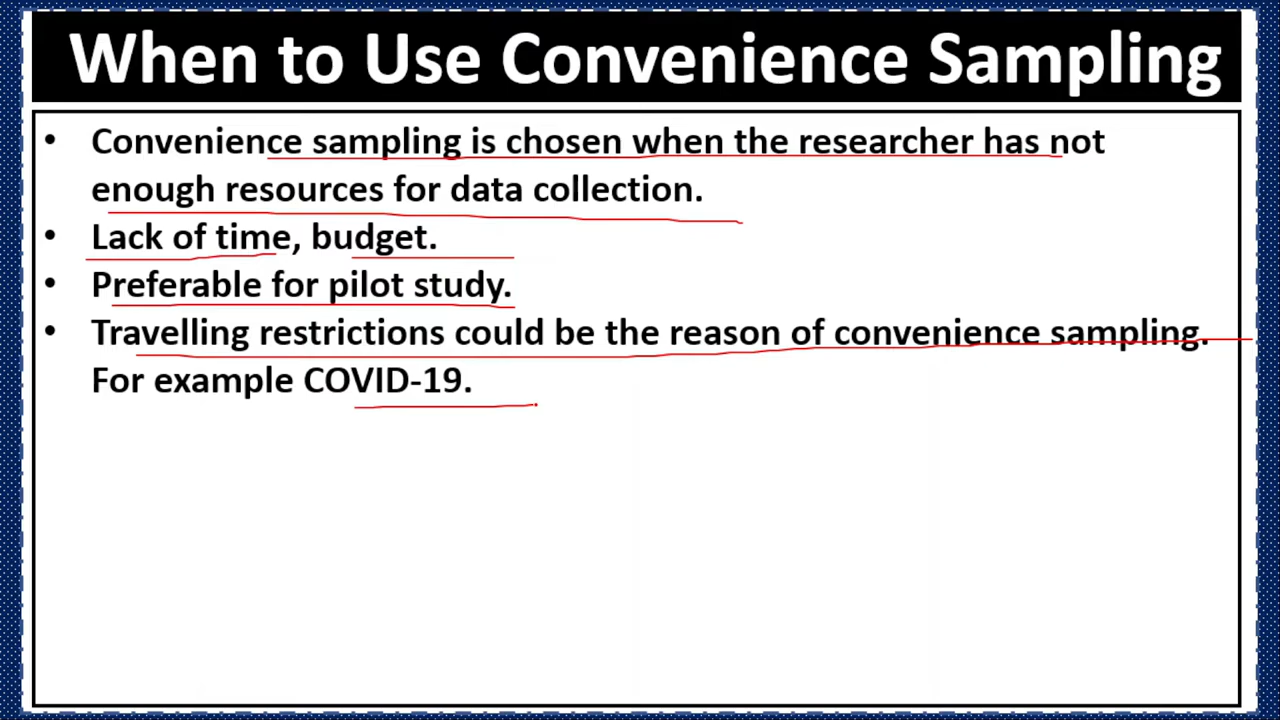 When to Use Convenience Sampling
• Convenience sampling is chosen when the researcher has not
enough resources for data collection.
• Lack of time, budget.
• Preferable for pilot study.
• Travelling restrictions could be the reason of convenience sampling.
For example COVID-19.